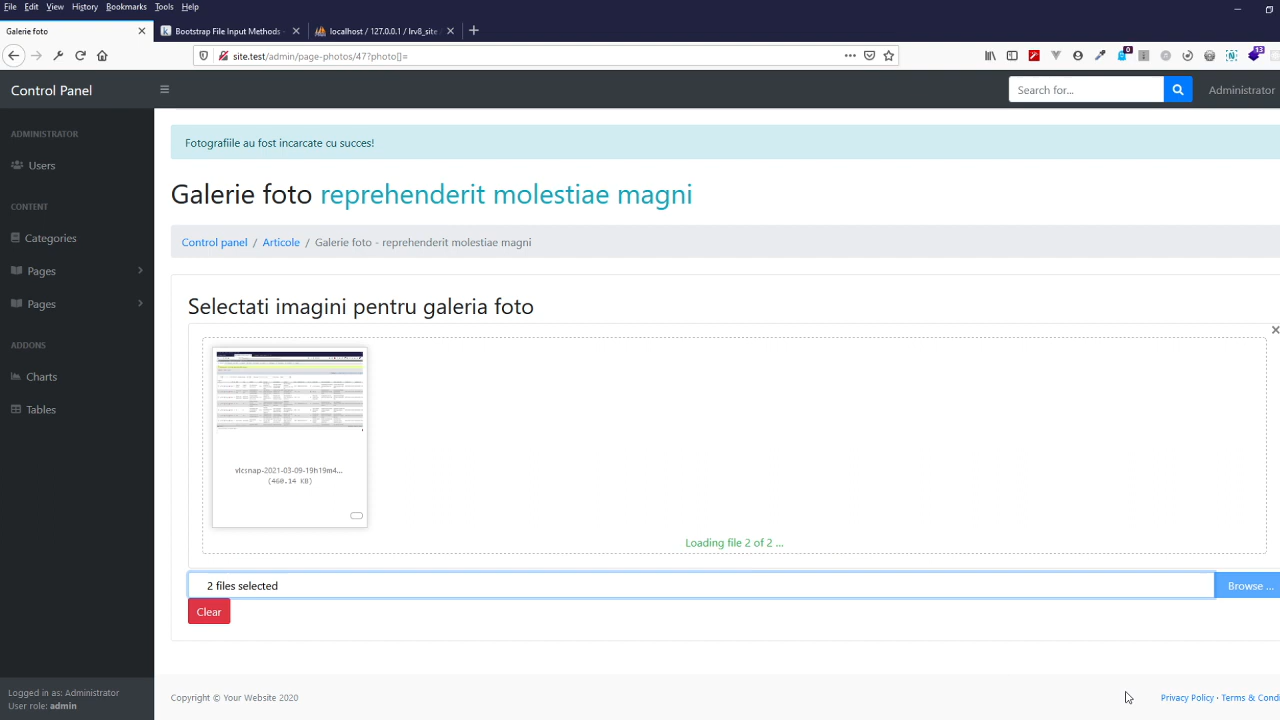 File Edit View History Bookmarks Tools Help
Galerie foto
Bootstrap File Input Methods -
localhost / 127.0.0.1 / lrv8_site
site.test/admin/page-photos/47?photo[]=
0
13
Control Panel
Search for...
Administrator
ADMINISTRATOR
Users
CONTENT
Categories
Pages
Pages
ADDONS
Charts
Tables
Logged in as: Administrator
User role: admin
Fotografiile au fost incarcate cu succes!
Galerie foto reprehenderit molestiae magni
Control panel / Articole / Galerie foto - reprehenderit molestiae magni
Selectati imagini pentru galeria foto
vlcsnap-2021-03-09-19h19m4...
(460.14 KB)
Loading file 2 of 2 ...
2 files selected
Browse ...
Clear
Copyright © Your Website 2020
Privacy Policy · Terms & Condi